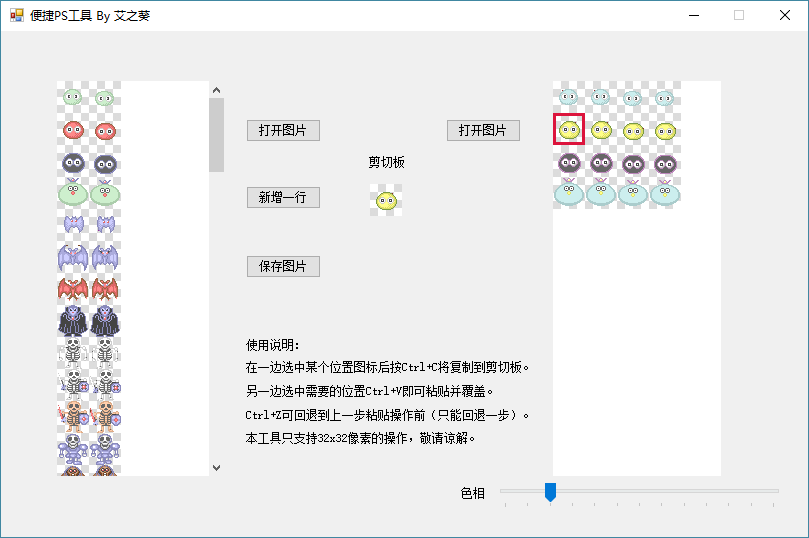 便捷PS工具 By 艾之葵
打开图片
打开图片
剪切板
新增一行
保存图片
使用说明:
在一边选中某个位置图标后按Ctrl+C将复制到剪切板。
另一边选中需要的位置Ctrl+V即可粘贴并覆盖。
Ctrl+Z可回退到上一步粘贴操作前（只能回退一步）。
本工具只支持32x32像素的操作，敬请谅解。
色相